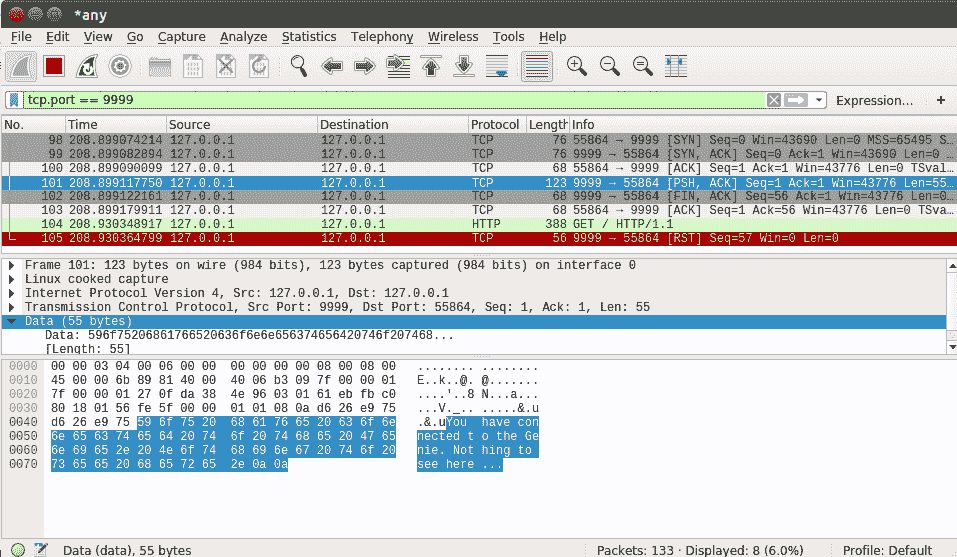 *any
File Edit View Go Capture Analyze Statistics Telephony Wireless Tools Help
tcp.port == 9999 Expression... +
No. Time Source Destination Protocol Length Info
98 208.899074214 127.0.0.1 127.0.0.1 TCP 76 55864 → 9999 [SYN] Seq=0 Win=43690 Len=0 MSS=65495 S...
99 208.899082894 127.0.0.1 127.0.0.1 TCP 76 9999 → 55864 [SYN, ACK] Seq=0 Ack=1 Win=43690 Len=0 ...
100 208.899090099 127.0.0.1 127.0.0.1 TCP 68 55864 → 9999 [ACK] Seq=1 Ack=1 Win=43776 Len=0 TSval...
101 208.899117750 127.0.0.1 127.0.0.1 TCP 123 9999 → 55864 [PSH, ACK] Seq=1 Ack=1 Win=43776 Len=55...
102 208.899122161 127.0.0.1 127.0.0.1 TCP 68 9999 → 55864 [FIN, ACK] Seq=56 Ack=1 Win=43776 Len=0...
103 208.899179911 127.0.0.1 127.0.0.1 TCP 68 55864 → 9999 [ACK] Seq=1 Ack=56 Win=43776 Len=0 TSva...
104 208.930348917 127.0.0.1 127.0.0.1 HTTP 388 GET / HTTP/1.1
105 208.930364799 127.0.0.1 127.0.0.1 TCP 56 9999 → 55864 [RST] Seq=57 Win=0 Len=0
Frame 101: 123 bytes on wire (984 bits), 123 bytes captured (984 bits) on interface 0
Linux cooked capture
Internet Protocol Version 4, Src: 127.0.0.1, Dst: 127.0.0.1
Transmission Control Protocol, Src Port: 9999, Dst Port: 55864, Seq: 1, Ack: 1, Len: 55
Data (55 bytes)
Data: 596f75206861766520636f6e6e656374656420746f207468...
[Length: 55]
0000 00 00 03 04 00 06 00 00 00 00 00 00 08 00 08 00 ........ ........
0010 45 00 00 6b 89 81 40 00 40 06 b3 09 7f 00 00 01 E..k..@. @.......
0020 7f 00 00 01 27 0f da 38 4e 96 03 01 61 eb fb c0 ....'..8 N...a...
0030 80 18 01 56 fe 5f 00 00 01 01 08 0a d6 26 e9 75 ...V._.. .....&.u
0040 d6 26 e9 75 59 6f 75 20 68 61 76 65 20 63 6f 6e .&.uYou have con
0050 6e 65 63 74 65 64 20 74 6f 20 74 68 65 20 47 65 nected t o the Ge
0060 6e 69 65 2e 20 4e 6f 74 68 69 6e 67 20 74 6f 20 nie. Not hing to
0070 73 65 65 20 68 65 72 65 2e 0a 0a see here ...
Data (data), 55 bytes Packets: 133 · Displayed: 8 (6.0%) Profile: Default